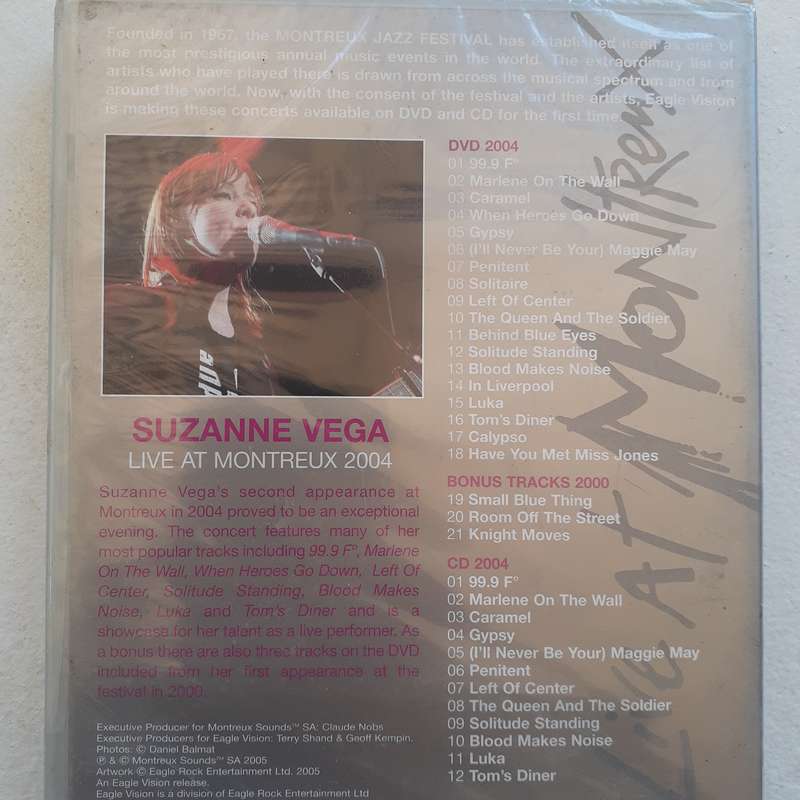 Founded in 1967, the MONTREUX JAZZ FESTIVAL has established itself as one of
the most prestigious annual music events in the world. The extraordinary list of
artists who have played there is drawn from across the musical spectrum and from
around the world. Now, with the consent of the festival and the artists, Eagle Vision
is making these concerts available on DVD and CD for the first time.
SUZANNE VEGA
LIVE AT MONTREUX 2004
Suzanne Vega's second appearance at
Montreux in 2004 proved to be an exceptional
evening. The concert features many of her
most popular tracks including 99.9 F°, Marlene
On The Wall, When Heroes Go Down, Left Of
Center, Solitude Standing, Blood Makes
Noise, Luka and Tom's Diner and is a
showcase for her talent as a live performer. As
a bonus there are also three tracks on the DVD
included from her first appearance at the
festival in 2000.
Executive Producer for Montreux Sounds™ SA: Claude Nobs
Executive Producers for Eagle Vision: Terry Shand & Geoff Kempin.
Photos: © Daniel Balmat
℗ & © Montreux Sounds™ SA 2005
Artwork © Eagle Rock Entertainment Ltd. 2005
An Eagle Vision release.
Eagle Vision is a division of Eagle Rock Entertainment Ltd
DVD 2004
01 99.9 F°
02 Marlene On The Wall
03 Caramel
04 When Heroes Go Down
05 Gypsy
06 (I'll Never Be Your) Maggie May
07 Penitent
08 Solitaire
09 Left Of Center
10 The Queen And The Soldier
11 Behind Blue Eyes
12 Solitude Standing
13 Blood Makes Noise
14 In Liverpool
15 Luka
16 Tom's Diner
17 Calypso
18 Have You Met Miss Jones
BONUS TRACKS 2000
19 Small Blue Thing
20 Room Off The Street
21 Knight Moves
CD 2004
01 99.9 F°
02 Marlene On The Wall
03 Caramel
04 Gypsy
05 (I'll Never Be Your) Maggie May
06 Penitent
07 Left Of Center
08 The Queen And The Soldier
09 Solitude Standing
10 Blood Makes Noise
11 Luka
12 Tom's Diner
Live AT Montreux